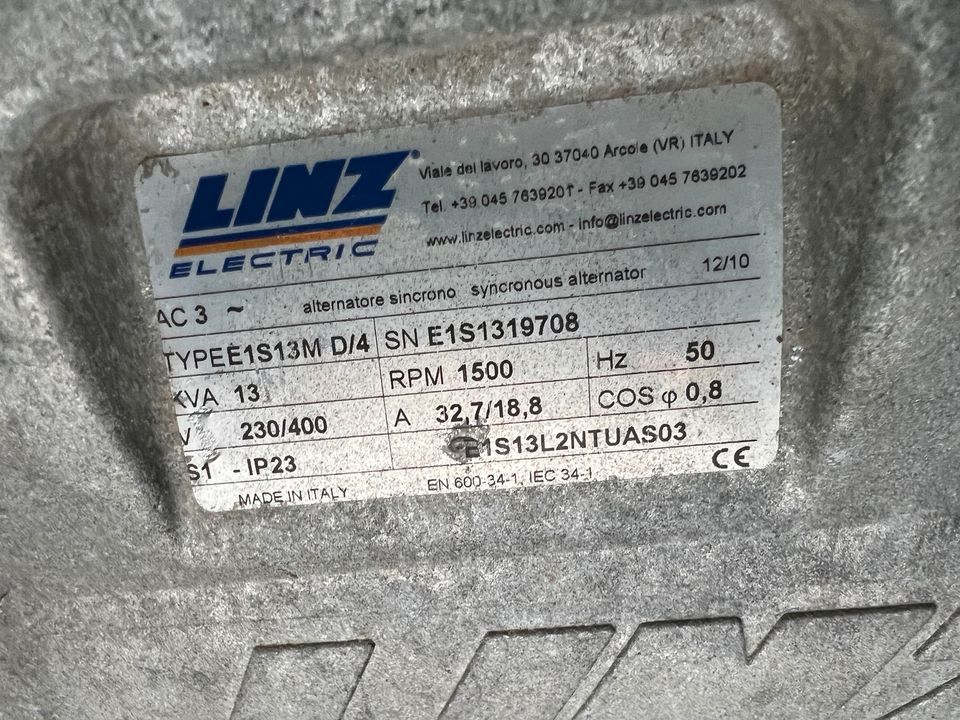 LINZ
ELECTRIC
Viale del lavoro, 30 37040 Arcole (VR) ITALY
Tel. +39 045 7639201 - Fax +39 045 7639202
www.linzelectric.com - info@linzelectric.com
AC 3 ~ alternatore sincrono syncronous alternator 12/10
TYPE E1S13M D/4 SN E1S1319708
KVA 13 RPM 1500 Hz 50
V 230/400 A 32,7/18,8 COS φ 0,8
S1 - IP23 E1S13L2NTUAS03
MADE IN ITALY EN 600-34-1, IEC 34-1 CE
LINZ